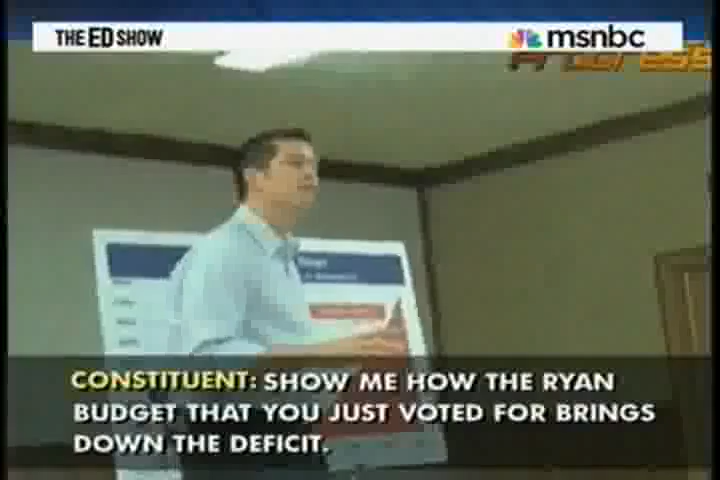 THE ED SHOW
msnbc
CONSTITUENT: SHOW ME HOW THE RYAN
BUDGET THAT YOU JUST VOTED FOR BRINGS
DOWN THE DEFICIT.